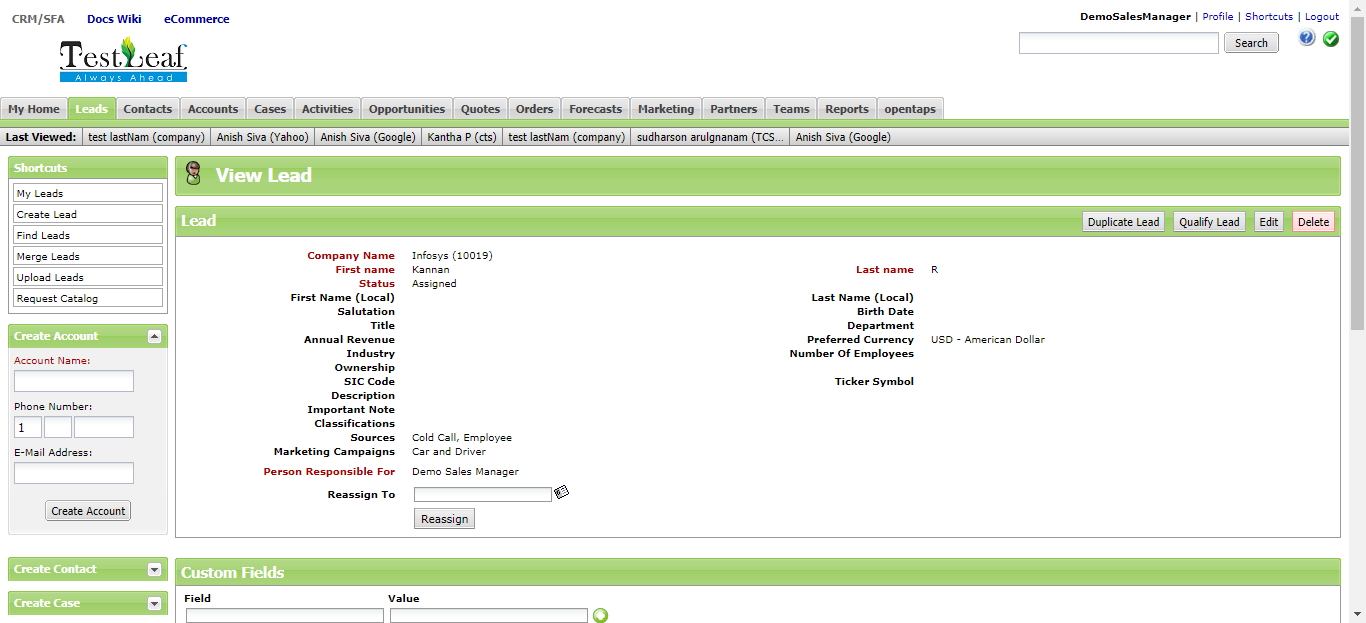 CRM/SFA Docs Wiki eCommerce
DemoSalesManager | Profile | Shortcuts | Logout
TestLeaf
Always Ahead
Search
My Home Leads Contacts Accounts Cases Activities Opportunities Quotes Orders Forecasts Marketing Partners Teams Reports opentaps
Last Viewed: test lastNam (company) Anish Siva (Yahoo) Anish Siva (Google) Kantha P (cts) test lastNam (company) sudharson arulgnanam (TCS... Anish Siva (Google)
Shortcuts
My Leads
Create Lead
Find Leads
Merge Leads
Upload Leads
Request Catalog
Create Account
Account Name:
Phone Number:
1
E-Mail Address:
Create Account
Create Contact
Create Case
View Lead
Lead Duplicate Lead Qualify Lead Edit Delete
Company Name Infosys (10019)
First name Kannan Last name R
Status Assigned
First Name (Local) Last Name (Local)
Salutation Birth Date
Title Department
Annual Revenue Preferred Currency USD - American Dollar
Industry Number Of Employees
Ownership
SIC Code Ticker Symbol
Description
Important Note
Classifications
Sources Cold Call, Employee
Marketing Campaigns Car and Driver
Person Responsible For Demo Sales Manager
Reassign To
Reassign
Custom Fields
Field Value